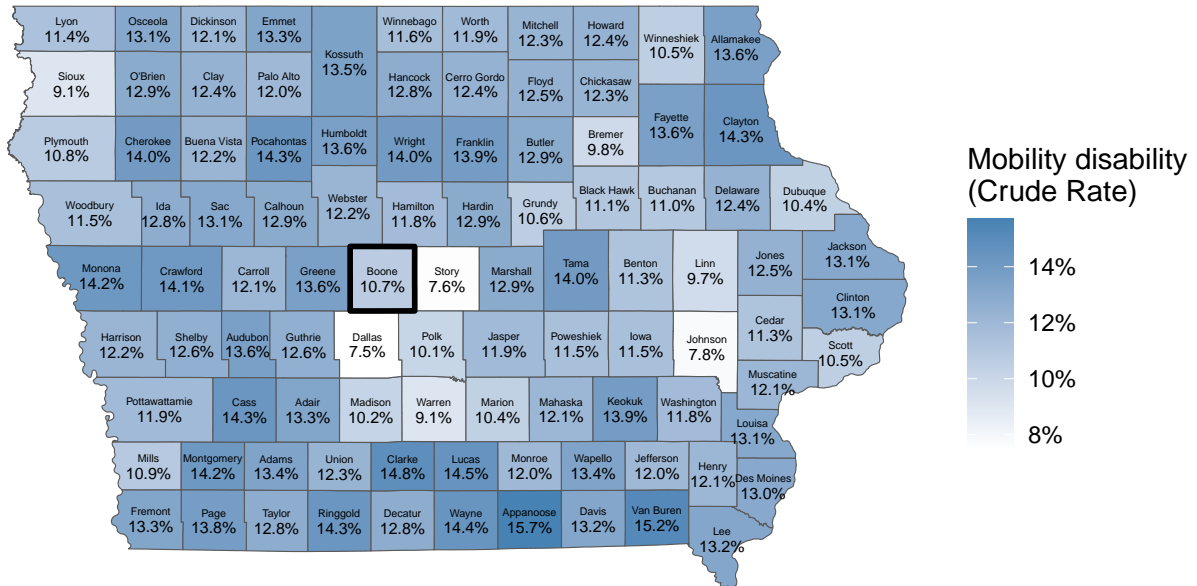 Lyon
11.4%
Osceola
13.1%
Dickinson
12.1%
Emmet
13.3%
Kossuth
13.5%
Winnebago
11.6%
Worth
11.9%
Mitchell
12.3%
Howard
12.4%
Winneshiek
10.5%
Allamakee
13.6%
Sioux
9.1%
O'Brien
12.9%
Clay
12.4%
Palo Alto
12.0%
Hancock
12.8%
Cerro Gordo
12.4%
Floyd
12.5%
Chickasaw
12.3%
Fayette
13.6%
Clayton
14.3%
Plymouth
10.8%
Cherokee
14.0%
Buena Vista
12.2%
Pocahontas
14.3%
Humboldt
13.6%
Wright
14.0%
Franklin
13.9%
Butler
12.9%
Bremer
9.8%
Woodbury
11.5%
Ida
12.8%
Sac
13.1%
Calhoun
12.9%
Webster
12.2%
Hamilton
11.8%
Hardin
12.9%
Grundy
10.6%
Black Hawk
11.1%
Buchanan
11.0%
Delaware
12.4%
Dubuque
10.4%
Monona
14.2%
Crawford
14.1%
Carroll
12.1%
Greene
13.6%
Boone
10.7%
Story
7.6%
Marshall
12.9%
Tama
14.0%
Benton
11.3%
Linn
9.7%
Jones
12.5%
Jackson
13.1%
Clinton
13.1%
Harrison
12.2%
Shelby
12.6%
Audubon
13.6%
Guthrie
12.6%
Dallas
7.5%
Polk
10.1%
Jasper
11.9%
Poweshiek
11.5%
Iowa
11.5%
Johnson
7.8%
Cedar
11.3%
Scott
10.5%
Muscatine
12.1%
Pottawattamie
11.9%
Cass
14.3%
Adair
13.3%
Madison
10.2%
Warren
9.1%
Marion
10.4%
Mahaska
12.1%
Keokuk
13.9%
Washington
11.8%
Louisa
13.1%
Mills
10.9%
Montgomery
14.2%
Adams
13.4%
Union
12.3%
Clarke
14.8%
Lucas
14.5%
Monroe
12.0%
Wapello
13.4%
Jefferson
12.0%
Henry
12.1%
Des Moines
13.0%
Fremont
13.3%
Page
13.8%
Taylor
12.8%
Ringgold
14.3%
Decatur
12.8%
Wayne
14.4%
Appanoose
15.7%
Davis
13.2%
Van Buren
15.2%
Lee
13.2%
Mobility disability
(Crude Rate)
14%
12%
10%
8%